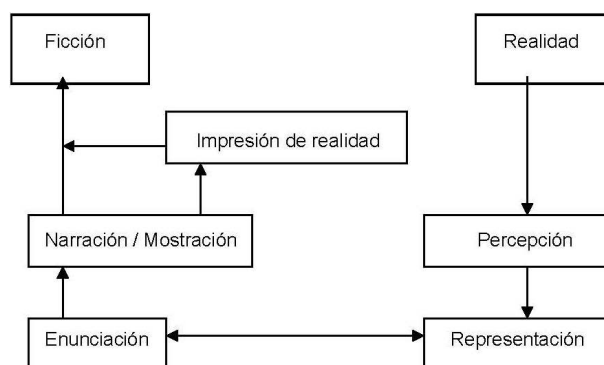 Ficción
Realidad
Impresión de realidad
Narración / Mostración
Percepción
Enunciación
Representación